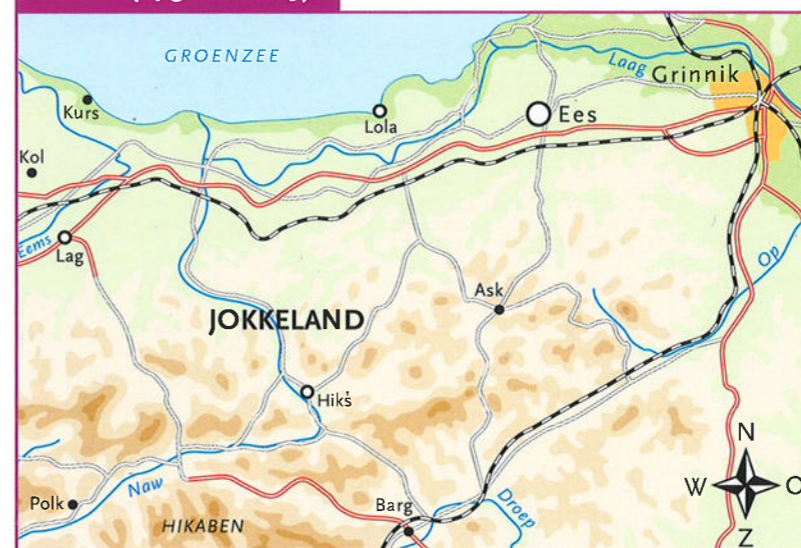 GROENZEE
Laag
Grinnik
Kurs
Lola
Ees
Kol
Eems
Lag
Op
Ask
JOKKELAND
Hiks
N
W
O
Z
Polk
Naw
Barg
Droep
HIKABEN